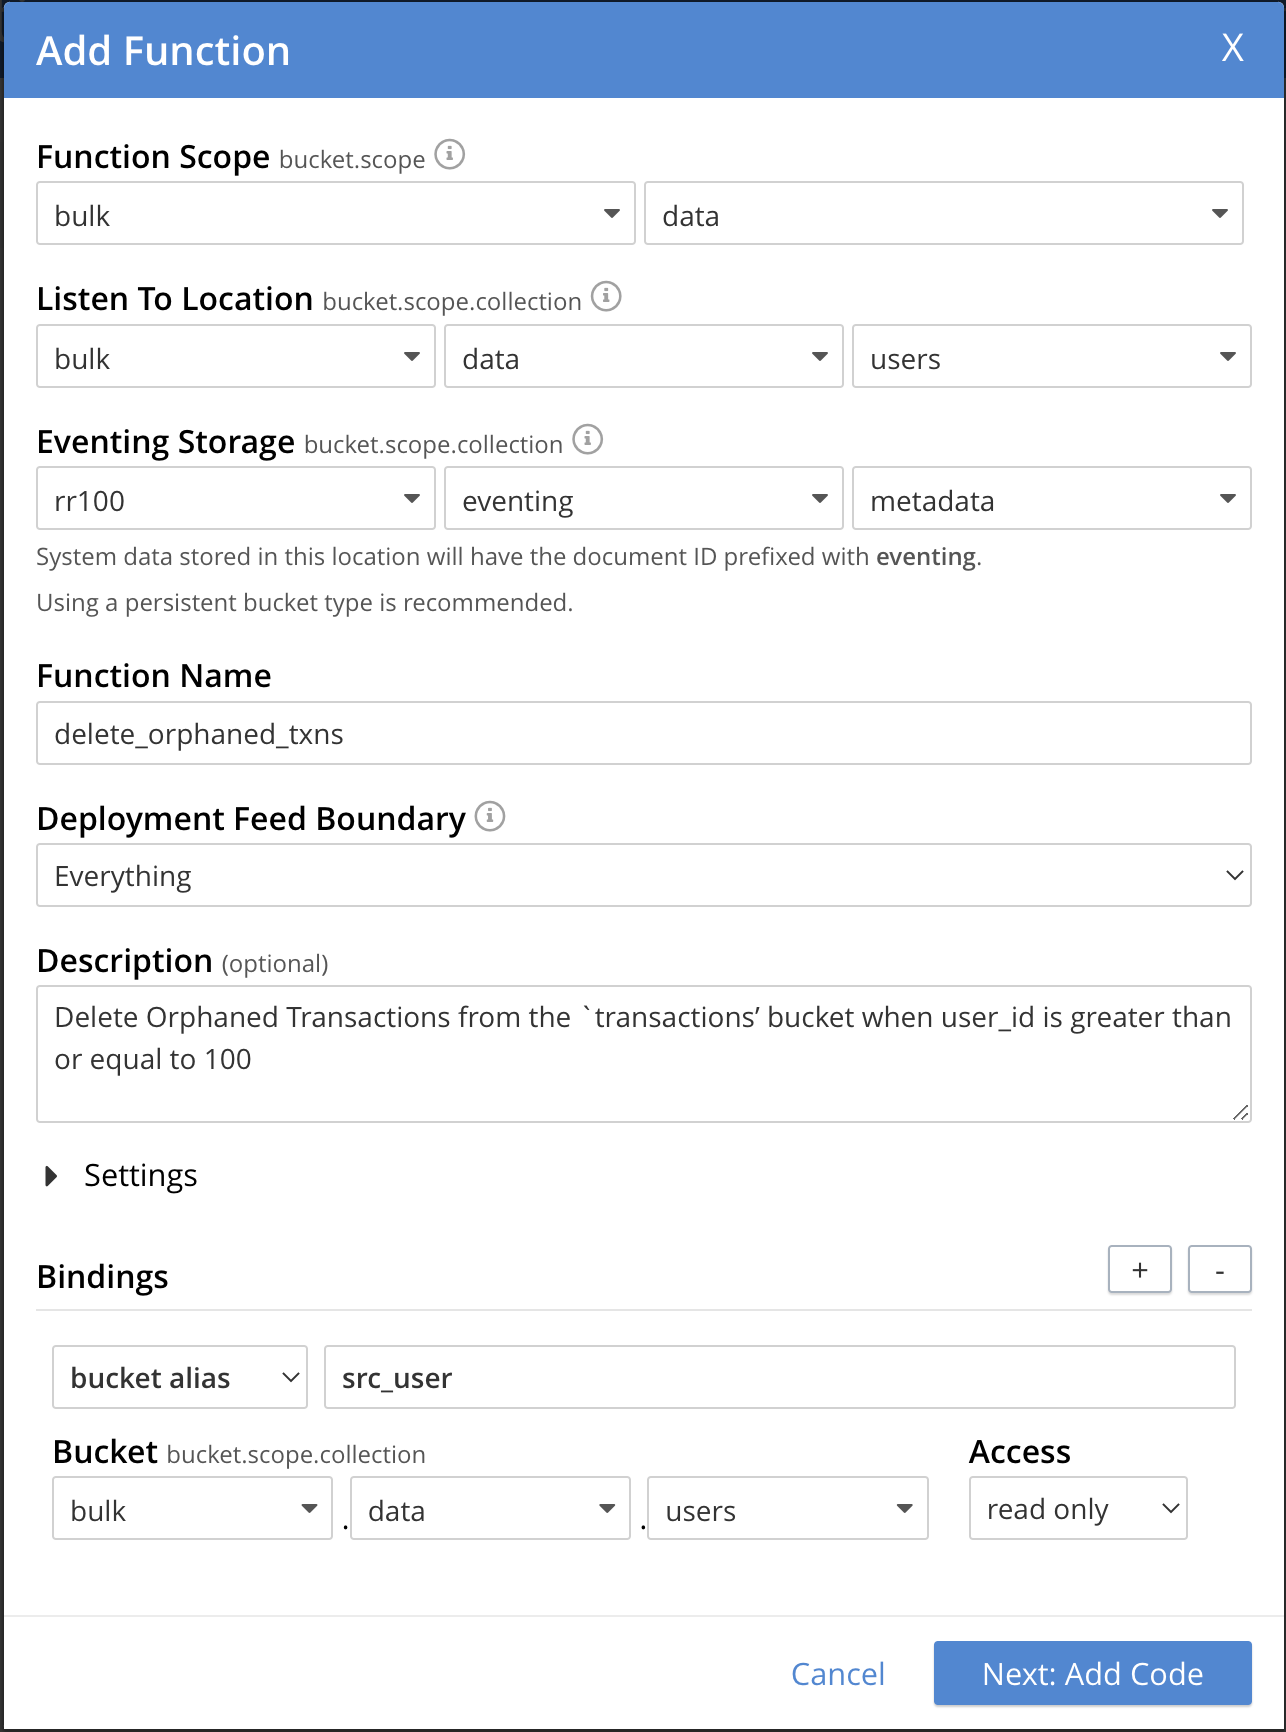 Add Function X
Function Scope bucket.scope
bulk data
Listen To Location bucket.scope.collection
bulk data users
Eventing Storage bucket.scope.collection
rr100 eventing metadata
System data stored in this location will have the document ID prefixed with eventing.
Using a persistent bucket type is recommended.
Function Name
delete_orphaned_txns
Deployment Feed Boundary
Everything
Description (optional)
Delete Orphaned Transactions from the `transactions’ bucket when user_id is greater than
or equal to 100
Settings
Bindings + -
bucket alias src_user
Bucket bucket.scope.collection Access
bulk . data . users read only
Cancel Next: Add Code